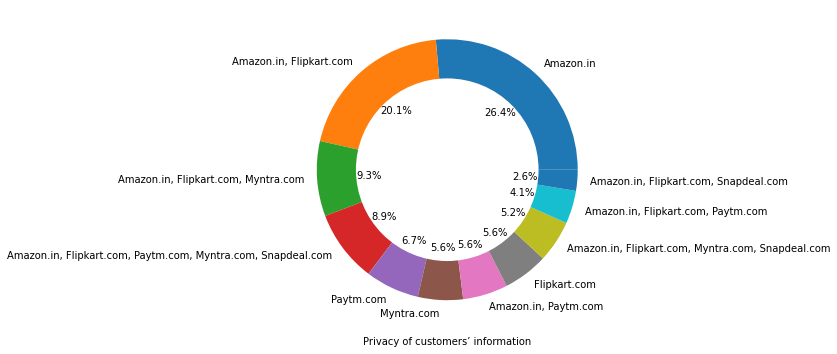 Amazon.in, Flipkart.com
Amazon.in
20.1%
26.4%
Amazon.in, Flipkart.com, Myntra.com
9.3%
2.6%
Amazon.in, Flipkart.com, Snapdeal.com
4.1%
Amazon.in, Flipkart.com, Paytm.com
8.9%
5.2%
5.6%
6.7%
5.6%
5.6%
Amazon.in, Flipkart.com, Myntra.com, Snapdeal.com
Amazon.in, Flipkart.com, Paytm.com, Myntra.com, Snapdeal.com
Flipkart.com
Paytm.com
Amazon.in, Paytm.com
Myntra.com
Privacy of customers’ information